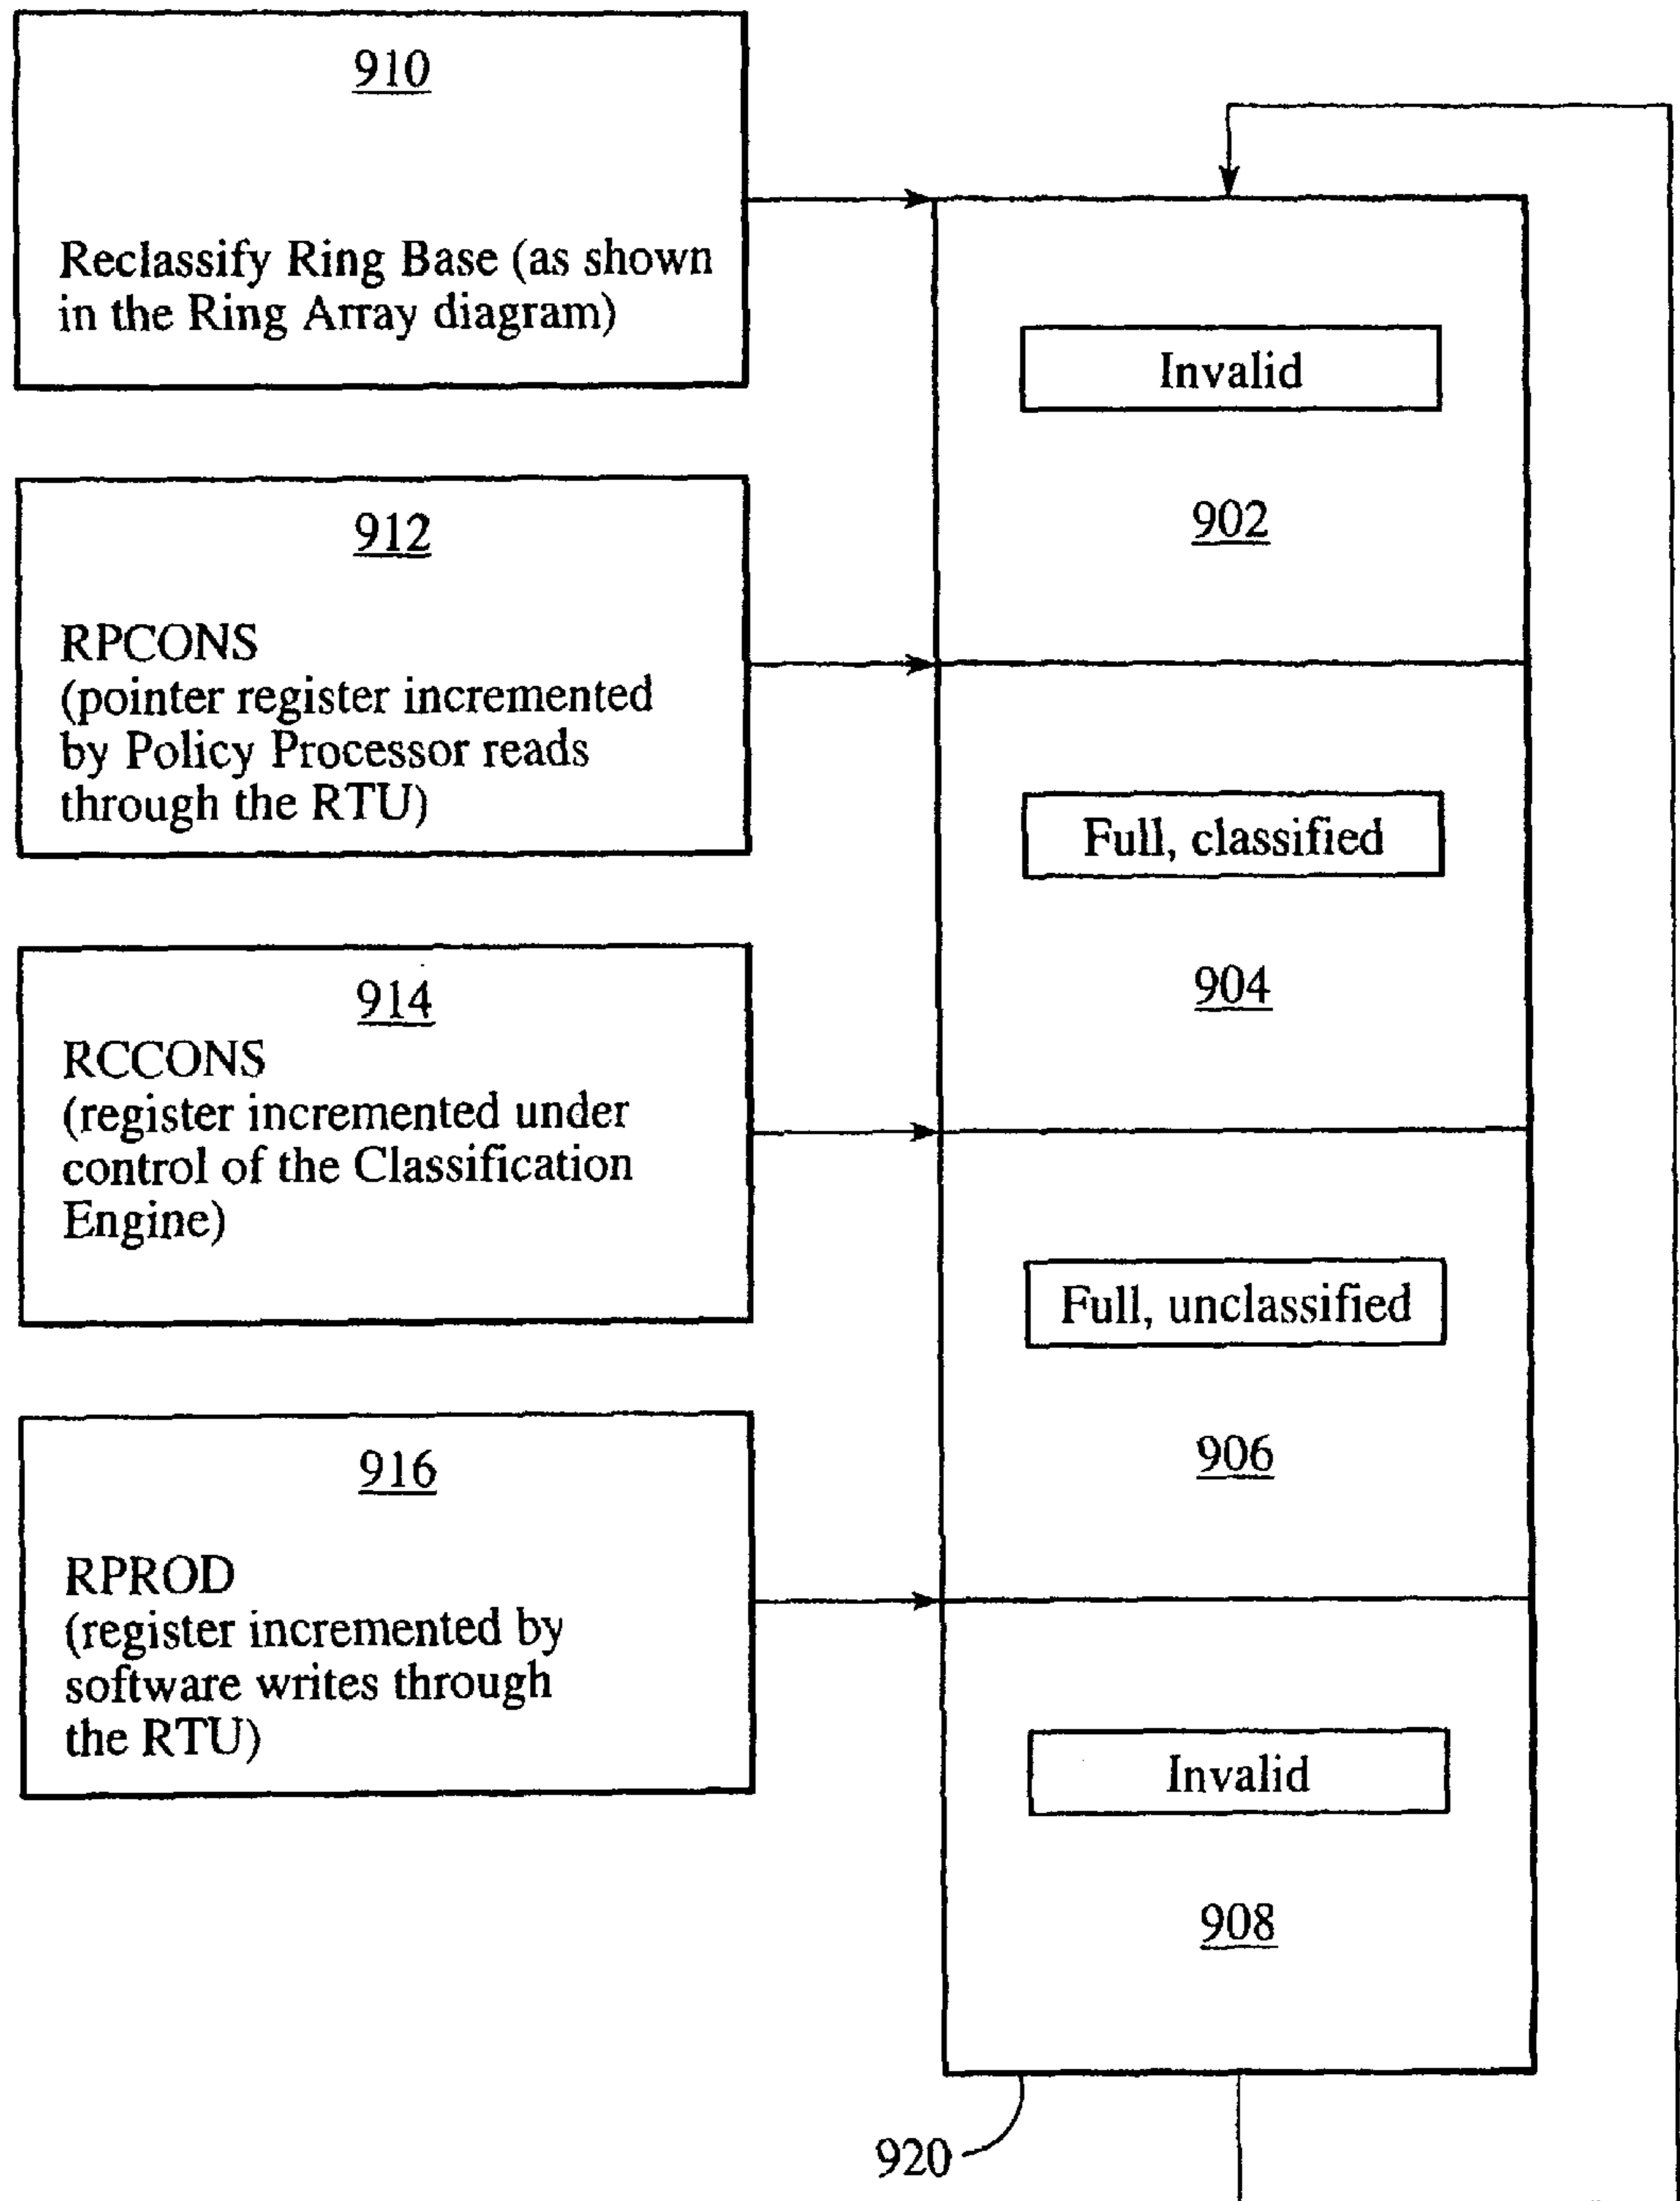 910
Reclassify Ring Base (as shown
in the Ring Array diagram)
912
RPCONS
(pointer register incremented
by Policy Processor reads
through the RTU)
914
RCCONS
(register incremented under
control of the Classification
Engine)
916
RPROD
(register incremented by
software writes through
the RTU)
Invalid
902
Full, classified
904
Full, unclassified
906
Invalid
908
920